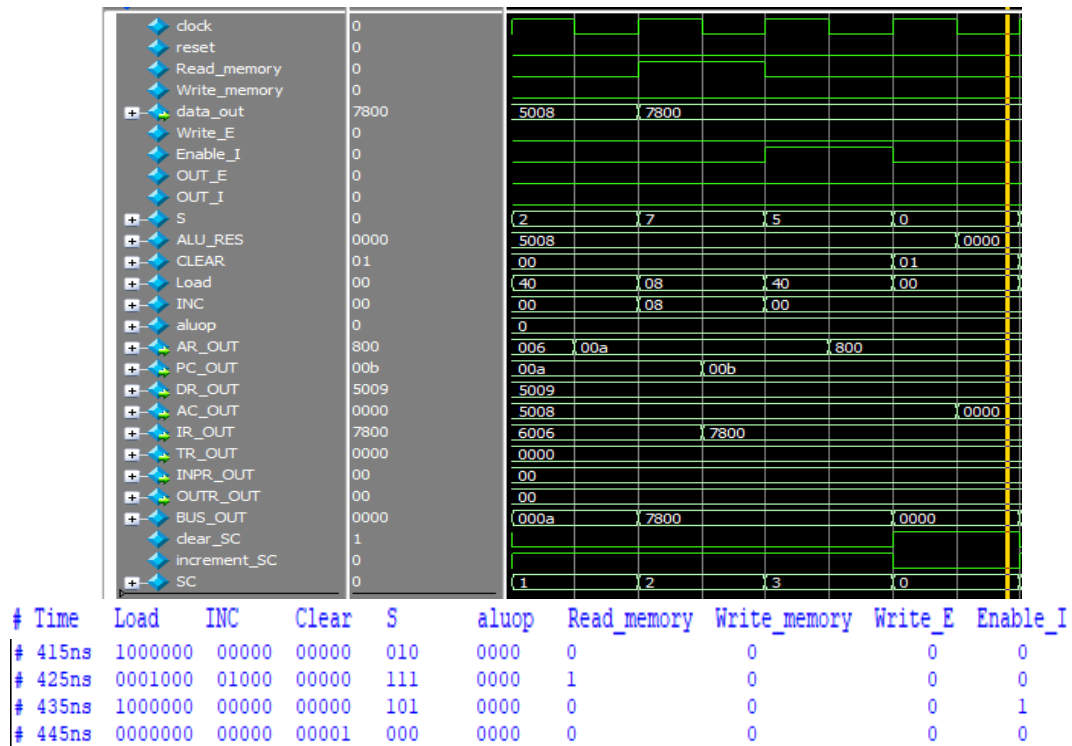 clock 0
reset 0
Read_memory 0
Write_memory 0
data_out 7800 5008 7800
Write_E 0
Enable_I 0
OUT_E 0
OUT_I 0
S 0 2 7 5 0
ALU_RES 0000 5008 0000
CLEAR 01 00 01
Load 00 40 08 40 00
INC 00 00 08 00
aluop 0 0
AR_OUT 800 006 00a 800
PC_OUT 00b 00a 00b
DR_OUT 5009 5009
AC_OUT 0000 5008 0000
IR_OUT 7800 6006 7800
TR_OUT 0000 0000
INPR_OUT 00 00
OUTR_OUT 00 00
BUS_OUT 0000 000a 7800 0000
clear_SC 1
increment_SC 0
SC 0 1 2 3 0
# Time Load INC Clear S aluop Read_memory Write_memory Write_E Enable_I
# 415ns 1000000 00000 00000 010 0000 0 0 0 0
# 425ns 0001000 01000 00000 111 0000 1 0 0 0
# 435ns 1000000 00000 00000 101 0000 0 0 0 1
# 445ns 0000000 00000 00001 000 0000 0 0 0 0